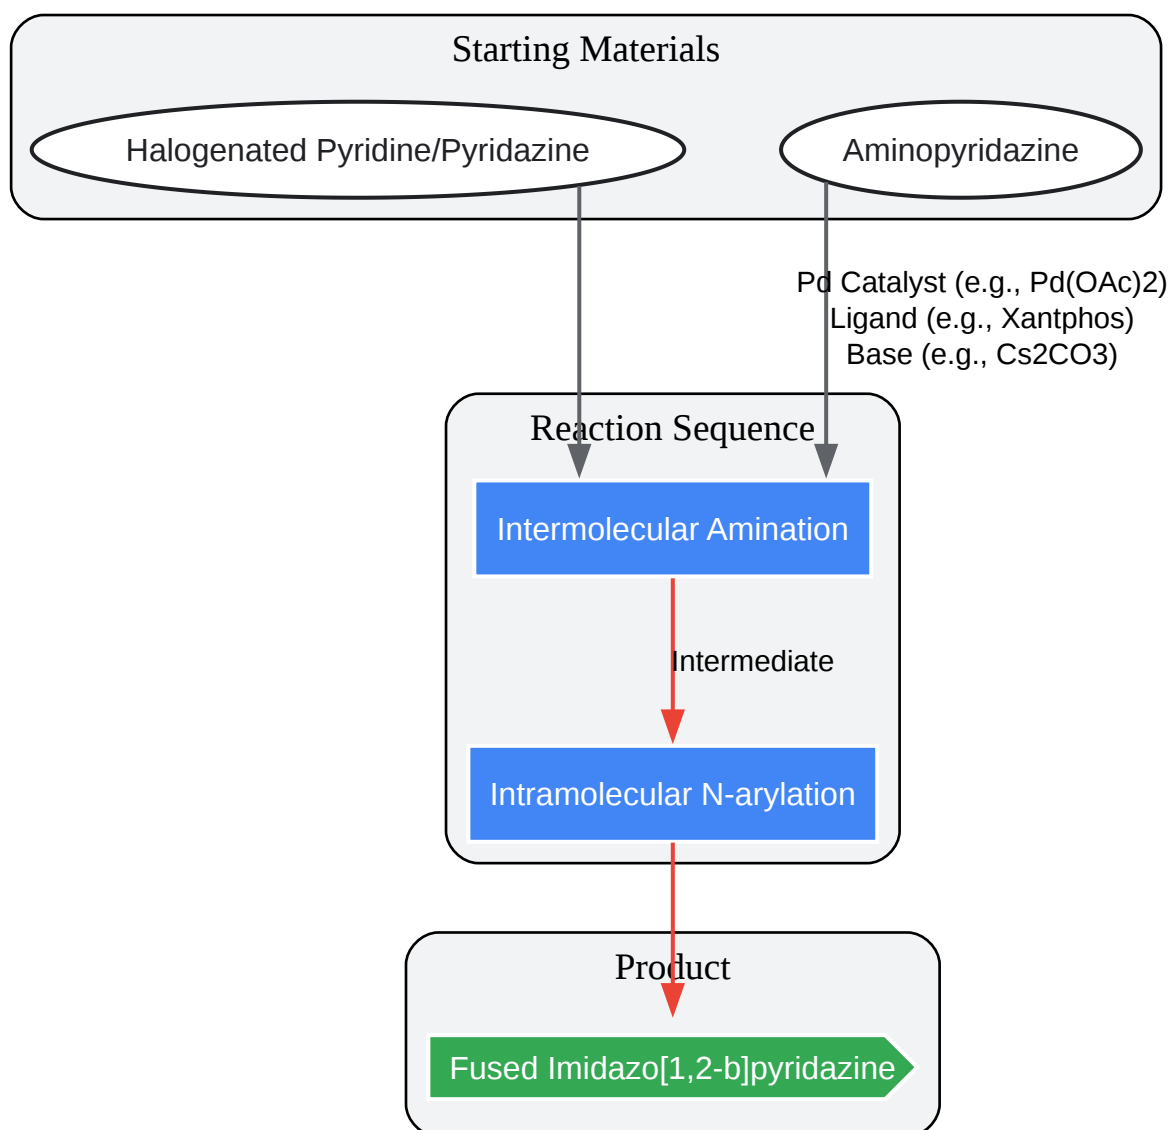 Starting Materials
Halogenated Pyridine/Pyridazine
Aminopyridazine
Pd Catalyst (e.g., Pd(OAc)2)
Ligand (e.g., Xantphos)
Base (e.g., Cs2CO3)
Reaction Sequence
Intermolecular Amination
Intermediate
Intramolecular N-arylation
Product
Fused Imidazo[1,2-b]pyridazine